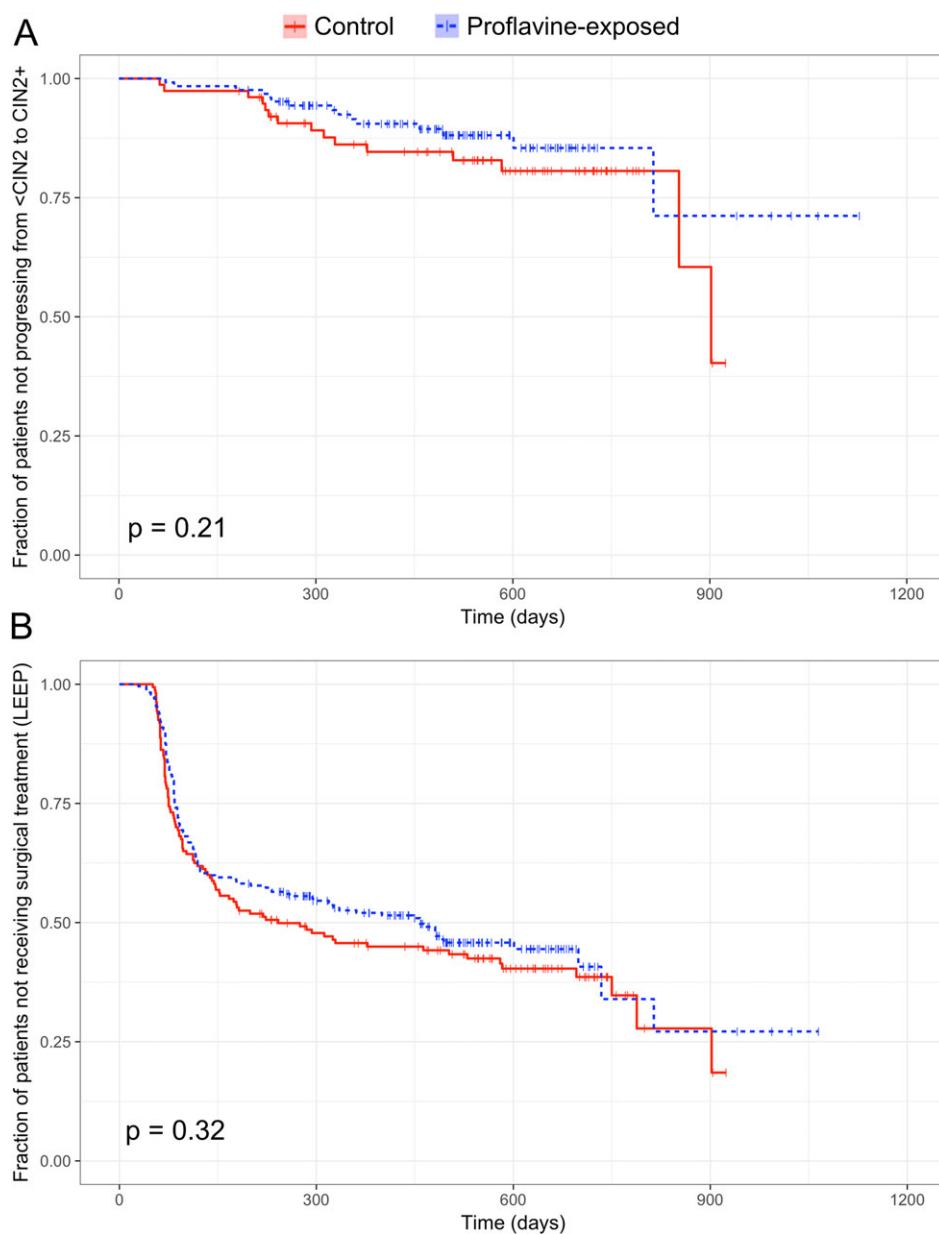 A
Control Proflavine-exposed
Fraction of patients not progressing from <CIN2 to CIN2+
1.00
0.75
0.50
0.25
0.00
p = 0.21
0 300 600 900 1200
Time (days)
B
Fraction of patients not receiving surgical treatment (LEEP)
1.00
0.75
0.50
0.25
0.00
p = 0.32
0 300 600 900 1200
Time (days)